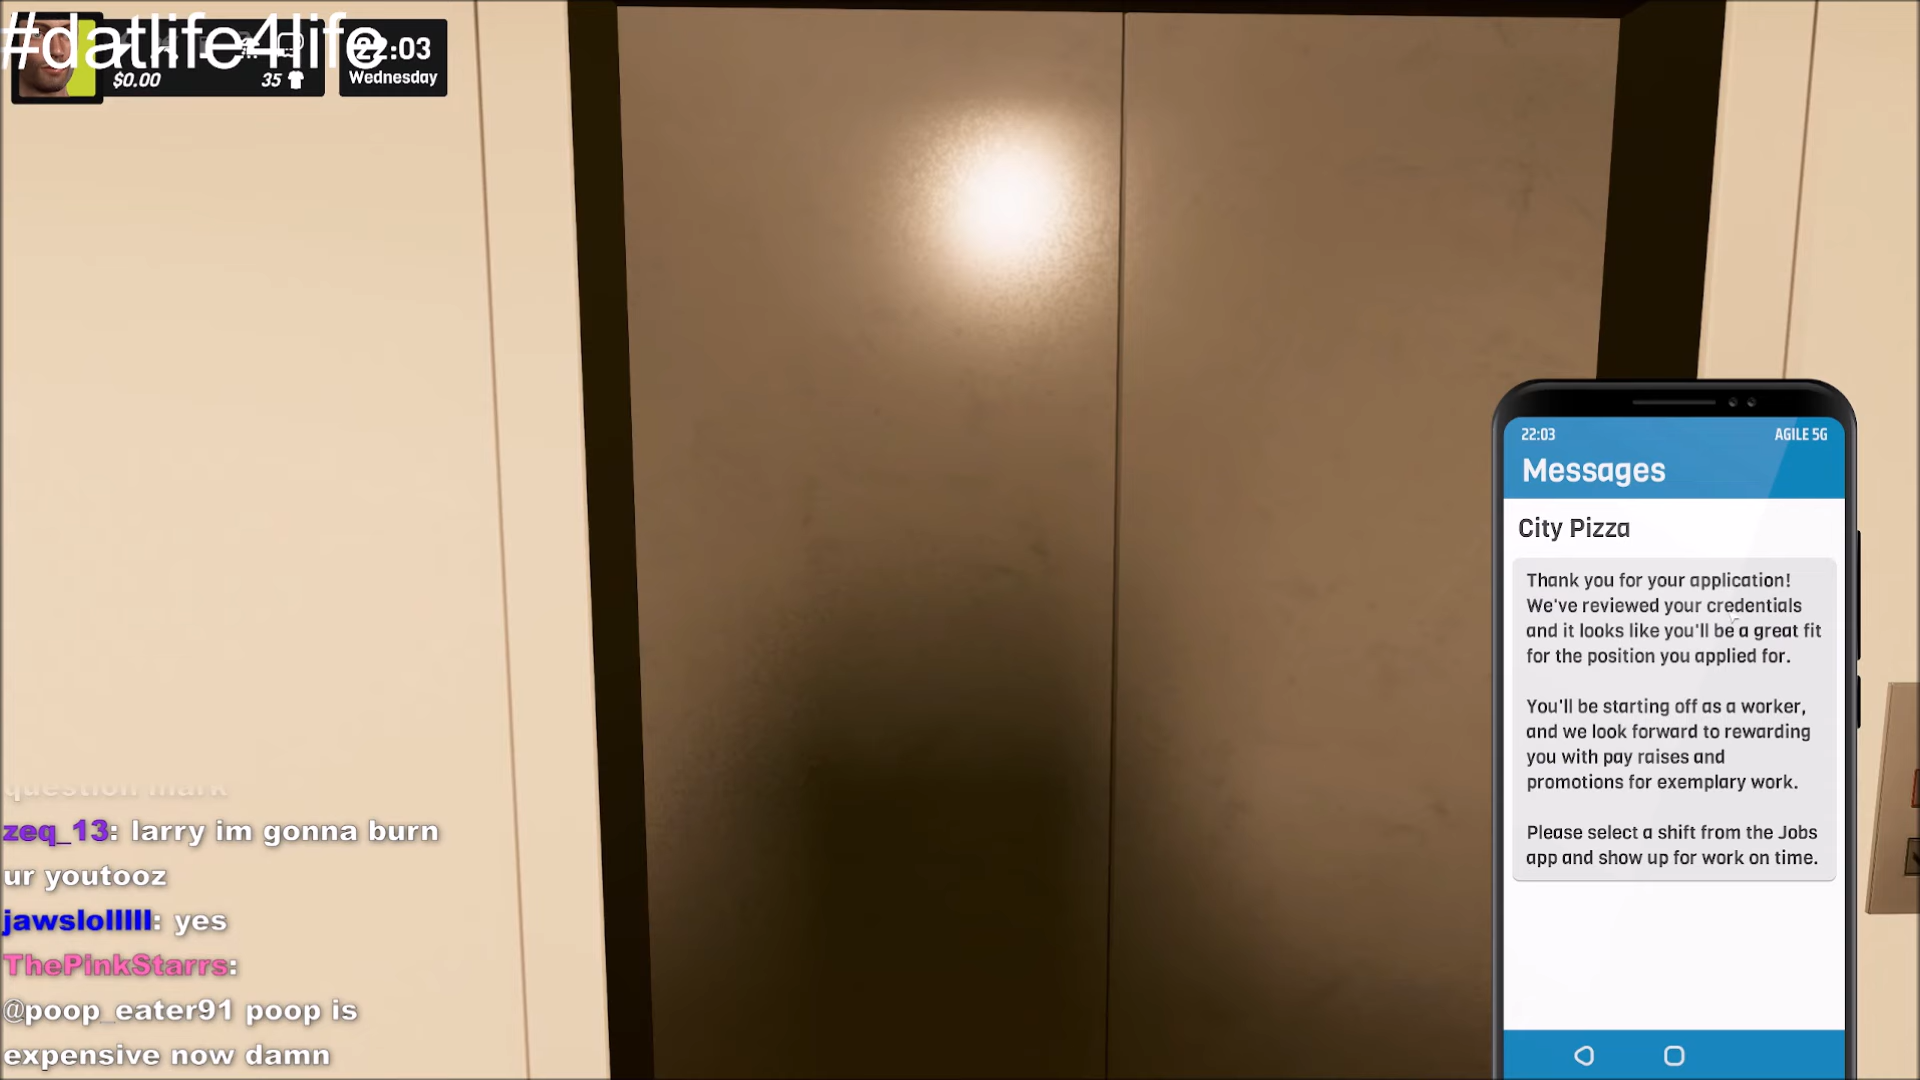 #datlife4life
22:03
$0.00
35
Wednesday
22:03
AGILE 5G
Messages
City Pizza
Thank you for your application!
We've reviewed your credentials
and it looks like you'll be a great fit
for the position you applied for.
You'll be starting off as a worker,
and we look forward to rewarding
you with pay raises and
promotions for exemplary work.
Please select a shift from the Jobs
app and show up for work on time.
question mark
zeq_13: larry im gonna burn
ur youtooz
jawslolllll: yes
ThePinkStarrs:
@poop_eater91 poop is
expensive now damn